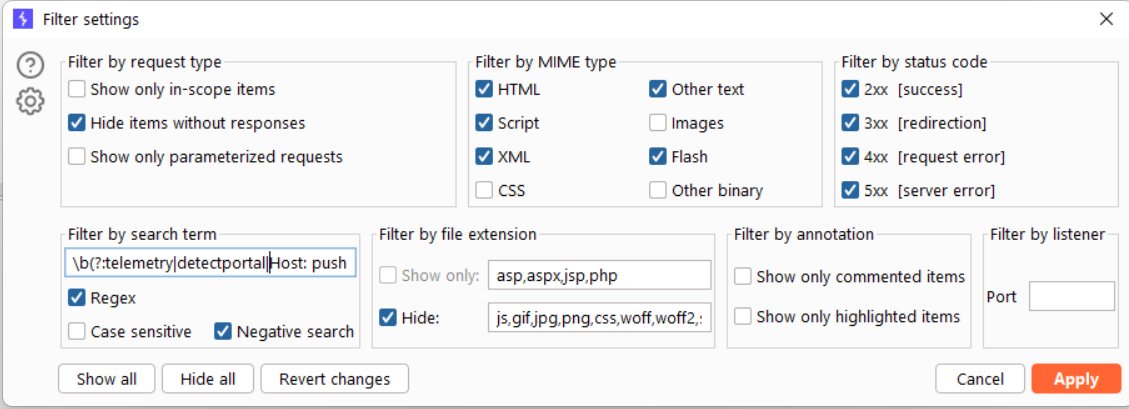 Filter settings
Filter by request type
Show only in-scope items
Hide items without responses
Show only parameterized requests
Filter by MIME type
HTML
Other text
Script
Images
XML
Flash
CSS
Other binary
Filter by status code
2xx [success]
3xx [redirection]
4xx [request error]
5xx [server error]
Filter by search term
\b(?:telemetry|detectportal|Host: push
Regex
Case sensitive
Negative search
Filter by file extension
Show only:
asp,aspx,jsp,php
Hide:
js,gif,jpg,png,css,woff,woff2,
Filter by annotation
Show only commented items
Show only highlighted items
Filter by listener
Port
Show all
Hide all
Revert changes
Cancel
Apply